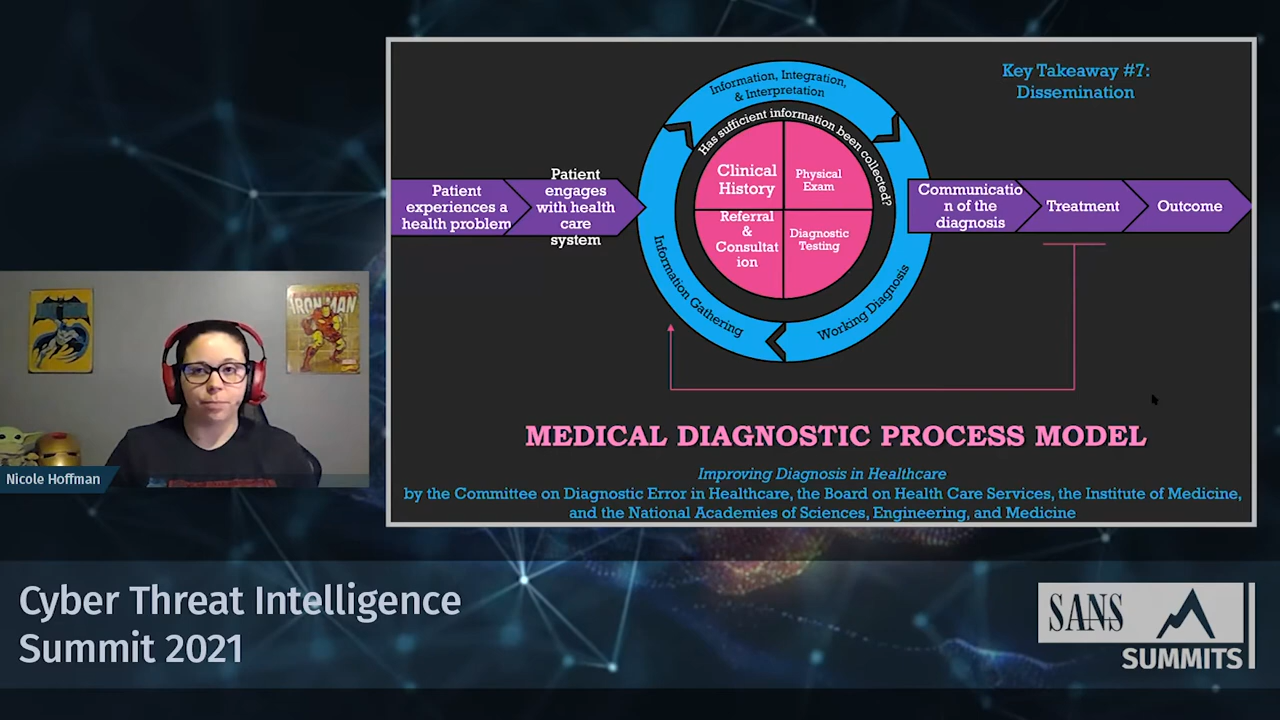 Key Takeaway #7:
Dissemination
Information, Integration,
& Interpretation
Has sufficient information been collected?
Clinical
History
Physical
Exam
Referral
&
Consultat
ion
Diagnostic
Testing
Information Gathering
Working Diagnosis
Patient
experiences a
health problem
Patient
engages
with health
care
system
Communicatio
n of the
diagnosis
Treatment
Outcome
MEDICAL DIAGNOSTIC PROCESS MODEL
Improving Diagnosis in Healthcare
by the Committee on Diagnostic Error in Healthcare, the Board on Health Care Services, the Institute of Medicine,
and the National Academies of Sciences, Engineering, and Medicine
IRON MAN
Nicole Hoffman
Cyber Threat Intelligence
Summit 2021
SANS
SUMMITS